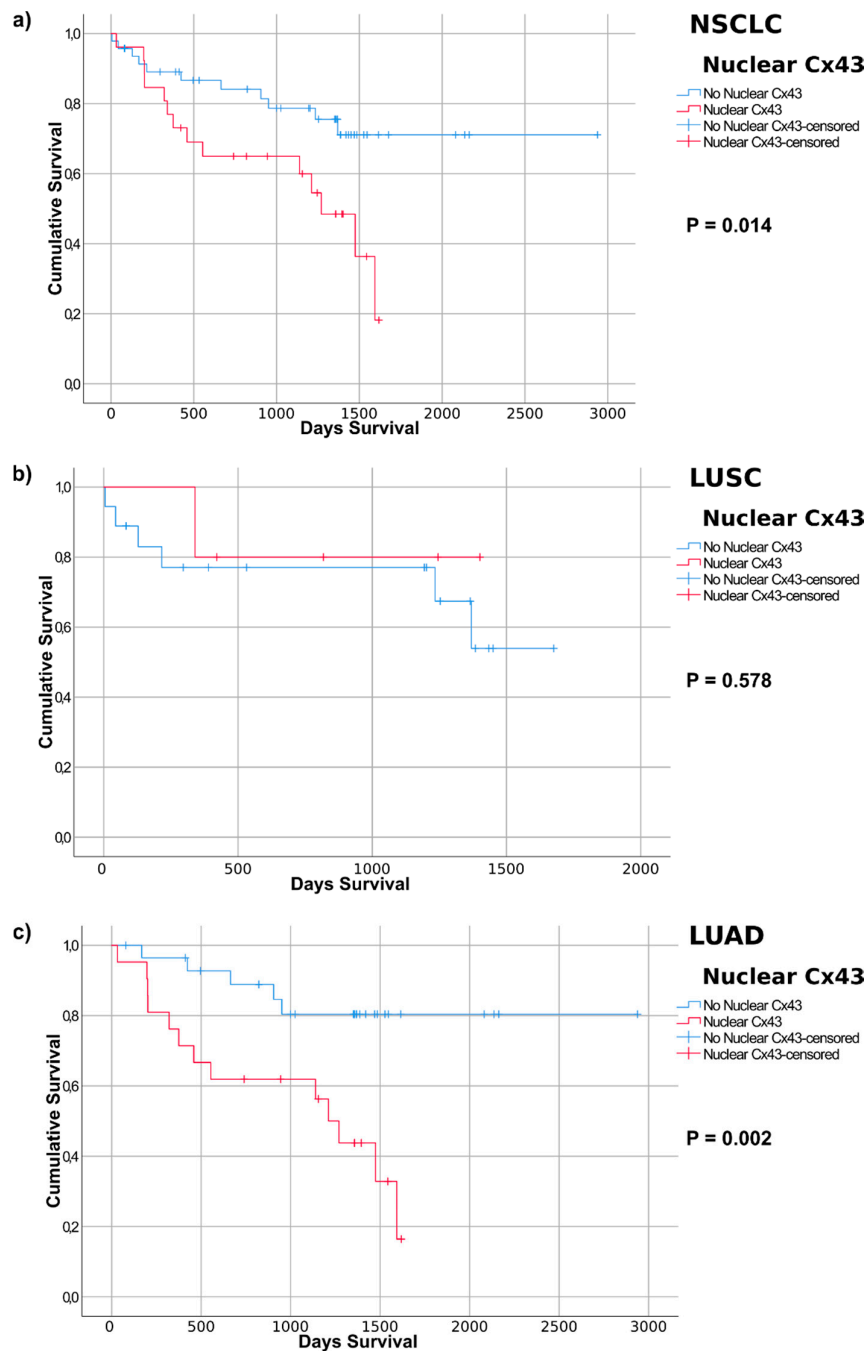 a)
NSCLC
Nuclear Cx43
No Nuclear Cx43
Nuclear Cx43
No Nuclear Cx43-censored
Nuclear Cx43-censored
P = 0.014
Cumulative Survival
1,0
0,8
0,6
0,4
0,2
0,0
0 500 1000 1500 2000 2500 3000
Days Survival
b)
LUSC
Nuclear Cx43
No Nuclear Cx43
Nuclear Cx43
No Nuclear Cx43-censored
Nuclear Cx43-censored
P = 0.578
Cumulative Survival
1,0
0,8
0,6
0,4
0,2
0,0
0 500 1000 1500 2000
Days Survival
c)
LUAD
Nuclear Cx43
No Nuclear Cx43
Nuclear Cx43
No Nuclear Cx43-censored
Nuclear Cx43-censored
P = 0.002
Cumulative Survival
1,0
0,8
0,6
0,4
0,2
0,0
0 500 1000 1500 2000 2500 3000
Days Survival